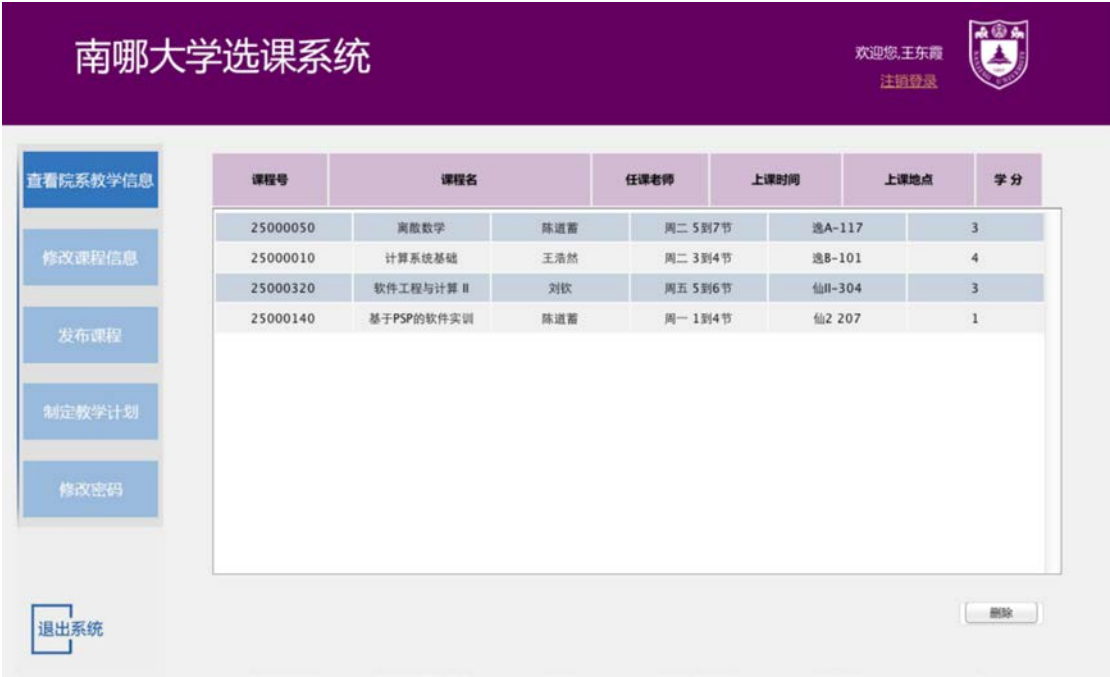 南哪大学选课系统
欢迎您,王东霞
注销登录
查看院系教学信息
修改课程信息
发布课程
制定教学计划
修改密码
退出系统
课程号 课程名 任课老师 上课时间 上课地点 学 分
25000050 离散数学 陈道蓄 周二 5到7节 逸A-117 3
25000010 计算系统基础 王浩然 周二 3到4节 逸B-101 4
25000320 软件工程与计算 II 刘钦 周五 5到6节 仙II-304 3
25000140 基于PSP的软件实训 陈道蓄 周一 1到4节 仙2 207 1
删除